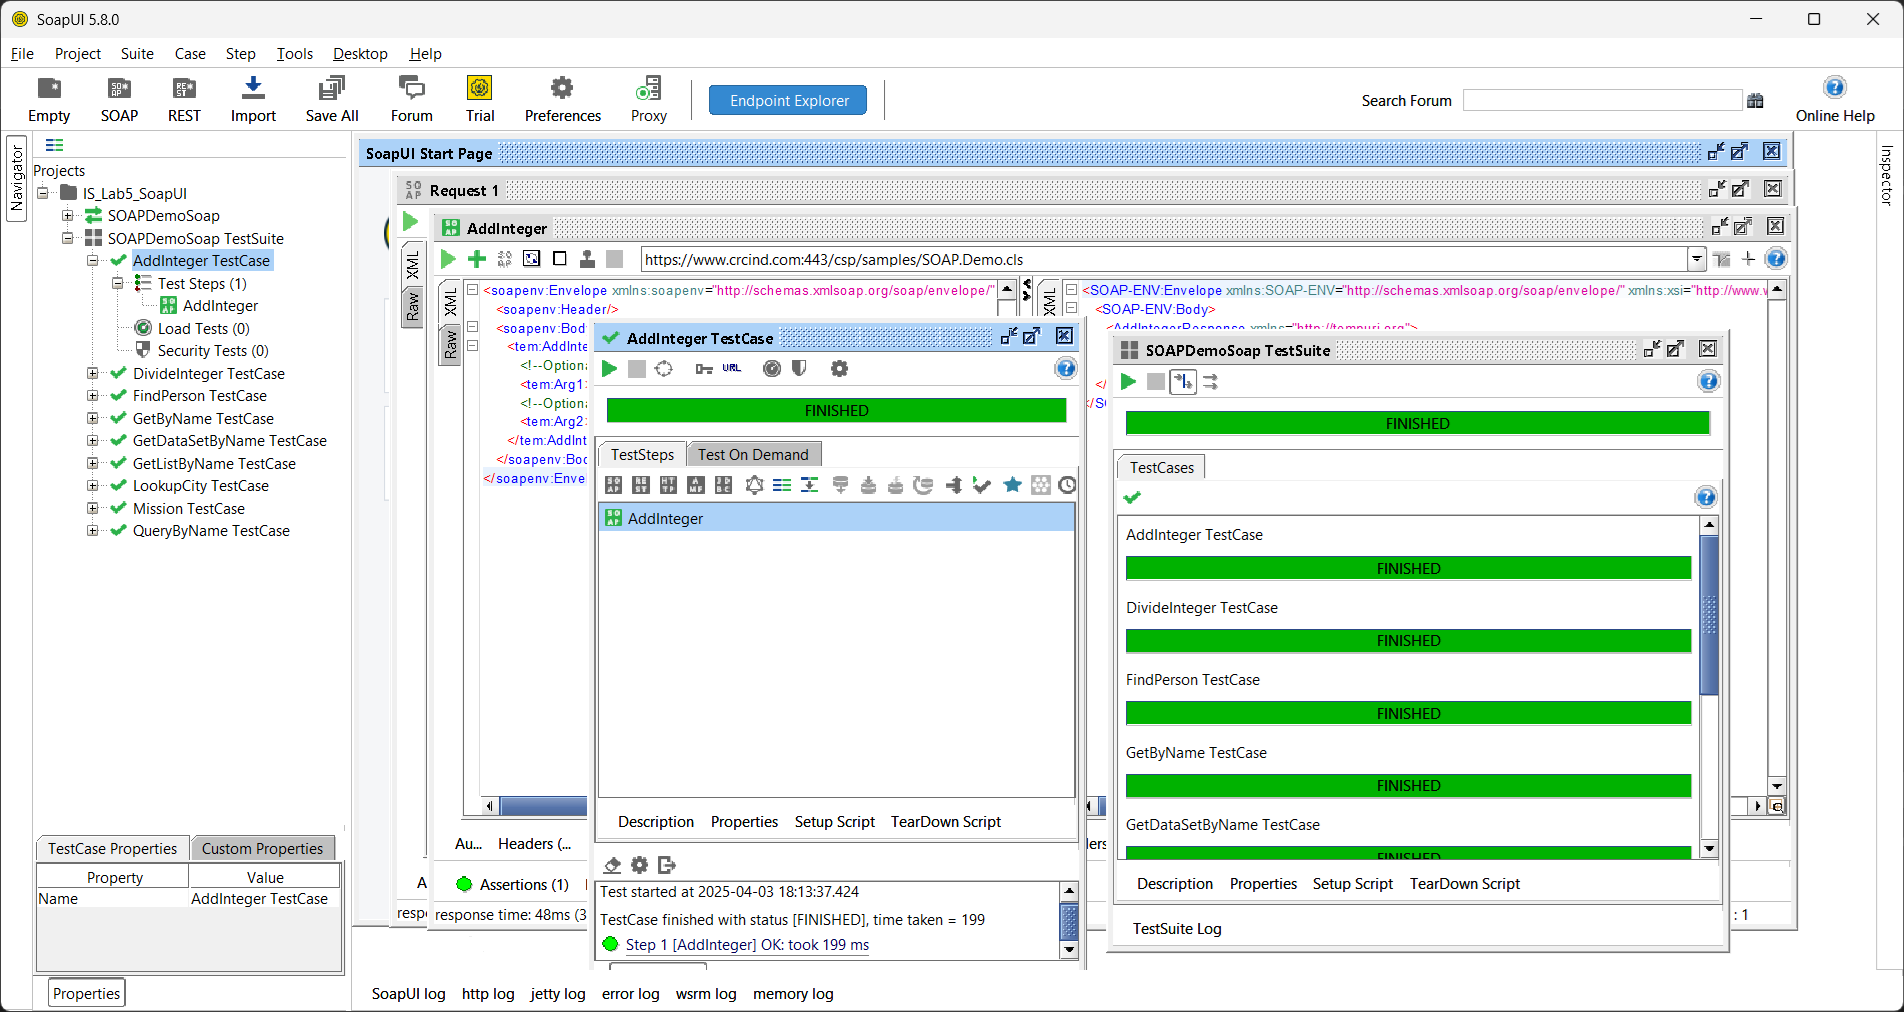 SoapUI 5.8.0
File Project Suite Case Step Tools Desktop Help
Empty SOAP REST Import Save All Forum Trial Preferences Proxy
Endpoint Explorer
Search Forum
Online Help
Navigator
Projects
IS_Lab5_SoapUI
SOAPDemoSoap
SOAPDemoSoap TestSuite
AddInteger TestCase
Test Steps (1)
AddInteger
Load Tests (0)
Security Tests (0)
DivideInteger TestCase
FindPerson TestCase
GetByName TestCase
GetDataSetByName TestCase
GetListByName TestCase
LookupCity TestCase
Mission TestCase
QueryByName TestCase
TestCase Properties Custom Properties
Property Value
Name AddInteger TestCase
Properties
SoapUI Start Page
Request 1
XML
Raw
AddInteger
https://www.crcind.com:443/csp/samples/SOAP.Demo.cls
XML
Raw
<soapenv:Envelope xmlns:soapenv="http://schemas.xmlsoap.org/soap/envelope/"
<soapenv:Header/>
<soapenv:Bod
<tem:AddInte
<!--Optiona
<tem:Arg1>
<!--Optiona
<tem:Arg2>
</tem:AddInt
</soapenv:Boc
</soapenv:Enve
XML
<SOAP-ENV:Envelope xmlns:SOAP-ENV="http://schemas.xmlsoap.org/soap/envelope/" xmlns:xsi="http://www.v
<SOAP-ENV:Body>
<AddIntegerResponse xmlns="http://tempuri.org">
</
</SC
Au... Headers (...
A
Assertions (1)
resp
response time: 48ms (3
ders
: 1
AddInteger TestCase
URL
FINISHED
TestSteps Test On Demand
AddInteger
Description Properties Setup Script TearDown Script
Test started at 2025-04-03 18:13:37.424
TestCase finished with status [FINISHED], time taken = 199
Step 1 [AddInteger] OK: took 199 ms
SOAPDemoSoap TestSuite
FINISHED
TestCases
AddInteger TestCase
FINISHED
DivideInteger TestCase
FINISHED
FindPerson TestCase
FINISHED
GetByName TestCase
FINISHED
GetDataSetByName TestCase
FINISHED
Description Properties Setup Script TearDown Script
TestSuite Log
Inspector
SoapUI log http log jetty log error log wsrm log memory log